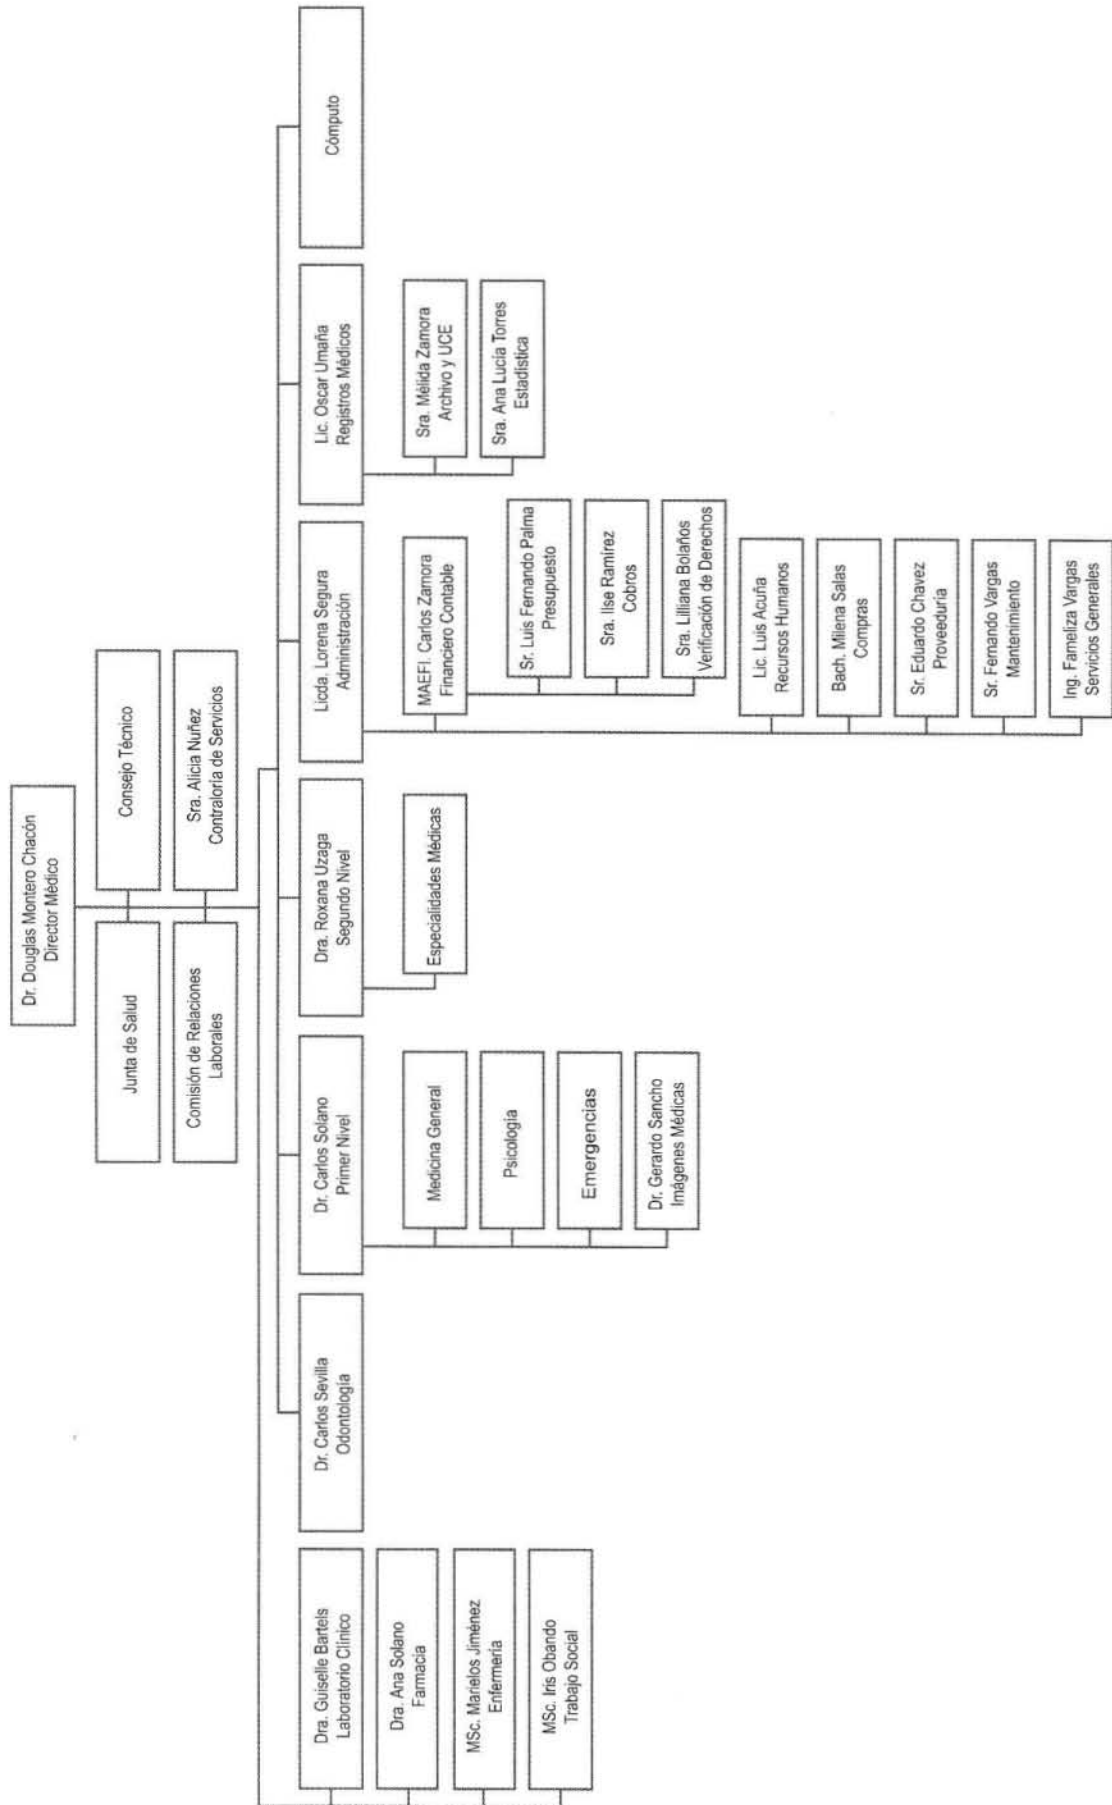 Dr. Douglas Montero Chacón
Director Médico
Junta de Salud
Consejo Técnico
Comisión de Relaciones
Laborales
Sra. Alicia Nuñez
Contraloría de Servicios
Dra. Guiselle Bartels
Laboratorio Clínico
Dra. Ana Solano
Farmacia
MSc. Marielos Jiménez
Enfermería
MSc. Iris Obando
Trabajo Social
Dr. Carlos Sevilla
Odontología
Dr. Carlos Solano
Primer Nivel
Medicina General
Psicología
Emergencias
Dr. Gerardo Sancho
Imágenes Médicas
Dra. Roxana Uzaga
Segundo Nivel
Especialidades Médicas
Licda. Lorena Segura
Administración
MAEFI. Carlos Zamora
Financiero Contable
Sr. Luis Fernando Palma
Presupuesto
Sra. Ilse Ramírez
Cobros
Sra. Lilliana Bolaños
Verificación de Derechos
Lic. Luis Acuña
Recursos Humanos
Bach. Milena Salas
Compras
Sr. Eduardo Chavez
Proveeduría
Sr. Fernando Vargas
Mantenimiento
Ing. Fameliza Vargas
Servicios Generales
Lic. Oscar Umaña
Registros Médicos
Sra. Mélida Zamora
Archivo y UCE
Sra. Ana Lucía Torres
Estadística
Cómputo